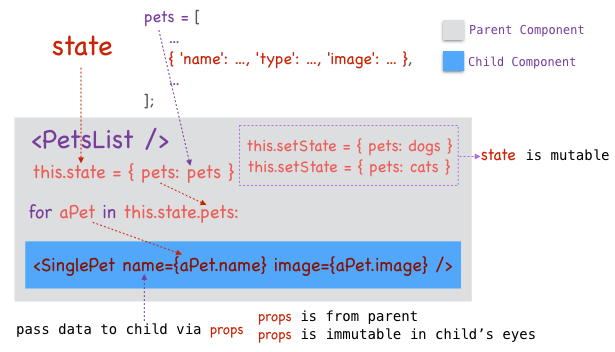 pets = [
...
{ 'name': ..., 'type': ..., 'image': ... },
...
];
state
Parent Component
Child Component
<PetsList />
this.state = { pets: pets }
this.setState = { pets: dogs }
this.setState = { pets: cats }
state is mutable
for aPet in this.state.pets:
<SinglePet name={aPet.name} image={aPet.image} />
pass data to child via props
props is from parent
props is immutable in child's eyes